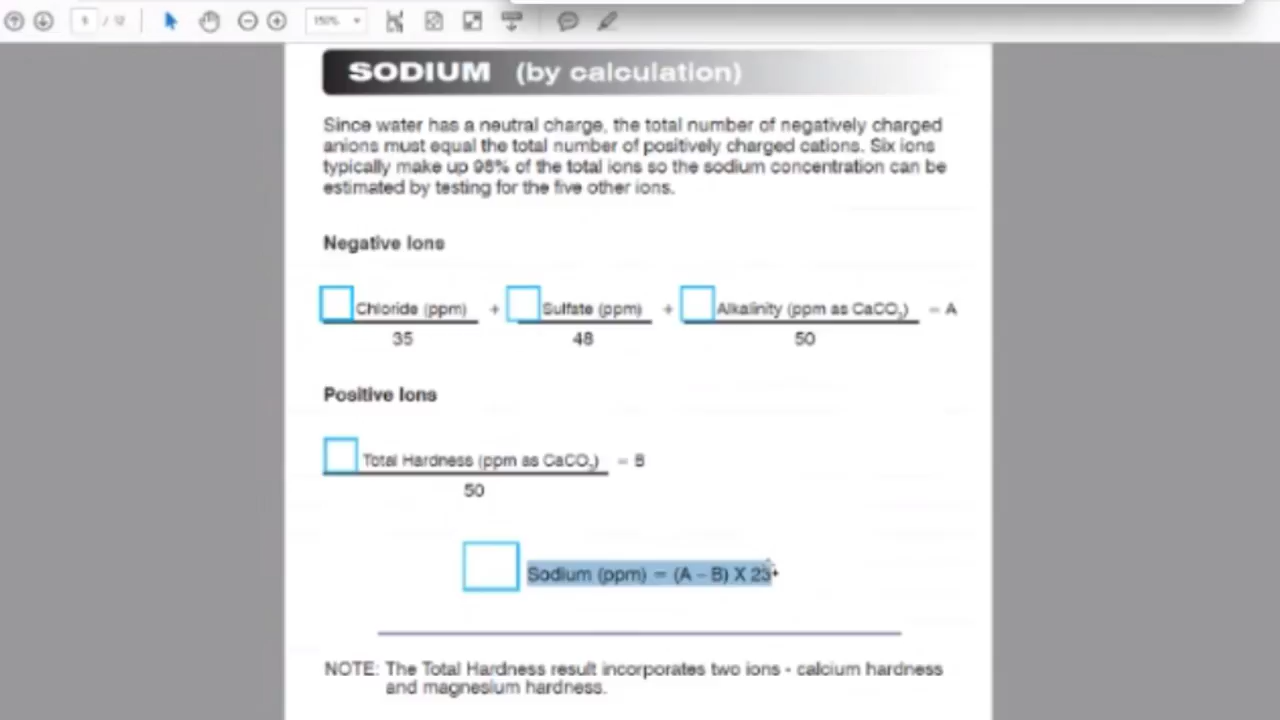 9 / 12
150%
SODIUM (by calculation)
Since water has a neutral charge, the total number of negatively charged
anions must equal the total number of positively charged cations. Six ions
typically make up 98% of the total ions so the sodium concentration can be
estimated by testing for the five other ions.
Negative Ions
Chloride (ppm) + Sulfate (ppm) + Alkalinity (ppm as CaCO₃) = A
35 48 50
Positive Ions
Total Hardness (ppm as CaCO₃) = B
50
Sodium (ppm) = (A – B) X 23
NOTE: The Total Hardness result incorporates two ions - calcium hardness
and magnesium hardness.